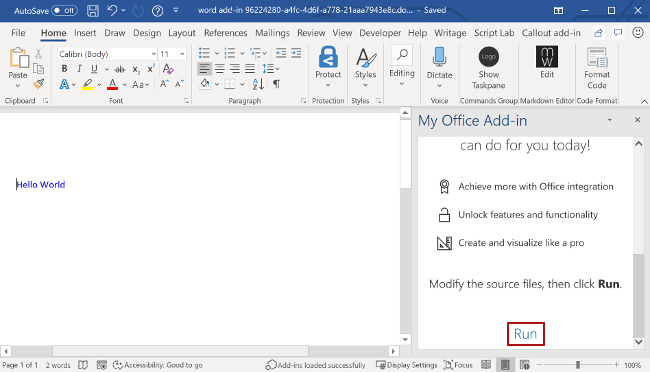 AutoSave Off word add-in 96224280-a4fc-4d6f-a778-21aaa7943e8c.do... - Saved
File Home Insert Draw Design Layout References Mailings Review View Developer Help Writage Script Lab Callout add-in
Paste
Calibri (Body) 11
B I U ab x₂ x² A
A A Aa A A
Protect
Styles
Editing
Dictate
Logo
Show Taskpane
MW
Edit
Format Code
Clipboard Font Paragraph Protection Styles Voice Commands Group Markdown Editor Code Format
My Office Add-in
can do for you today!
Hello World
Achieve more with Office integration
Unlock features and functionality
Create and visualize like a pro
Modify the source files, then click Run.
Run
Page 1 of 1 2 words Accessibility: Good to go Add-ins loaded successfully Display Settings Focus 100%